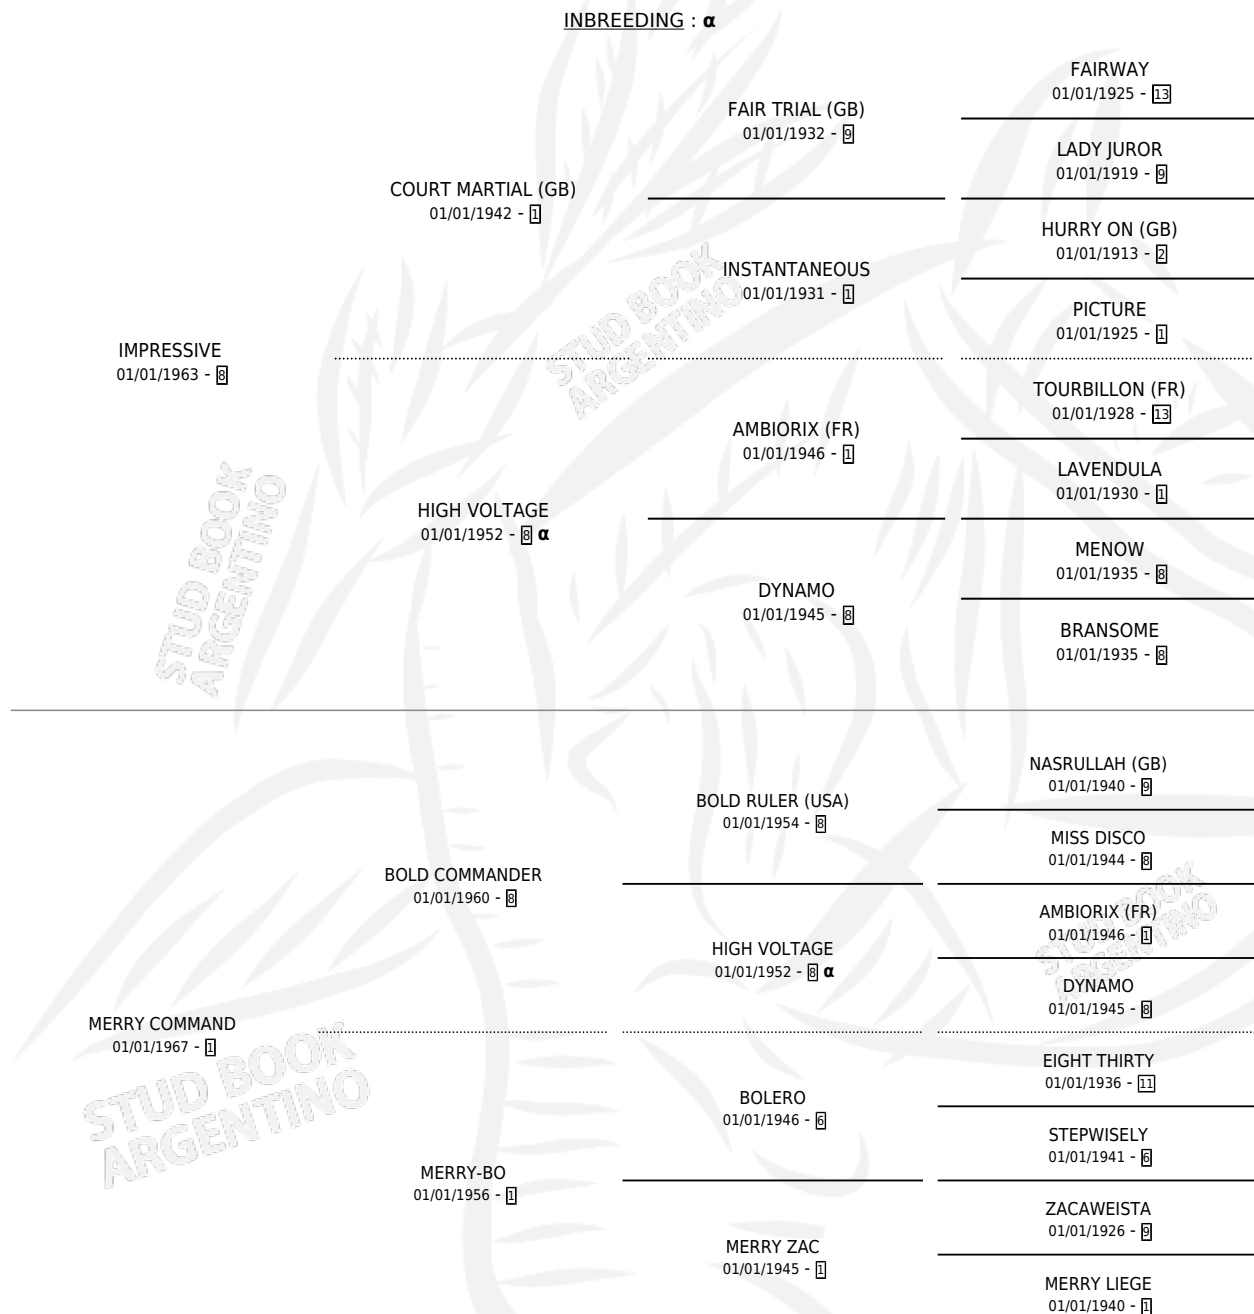 INBREEDING : α
FAIRWAY
01/01/1925 - 13
FAIR TRIAL (GB)
01/01/1932 - 9
LADY JUROR
01/01/1919 - 9
COURT MARTIAL (GB)
01/01/1942 - 1
HURRY ON (GB)
01/01/1913 - 2
INSTANTANEOUS
01/01/1931 - 1
PICTURE
01/01/1925 - 1
IMPRESSIVE
01/01/1963 - 8
TOURBILLON (FR)
01/01/1928 - 13
AMBIORIX (FR)
01/01/1946 - 1
LAVENDULA
01/01/1930 - 1
HIGH VOLTAGE
01/01/1952 - 8 α
MENOW
01/01/1935 - 8
DYNAMO
01/01/1945 - 8
BRANSOME
01/01/1935 - 8
NASRULLAH (GB)
01/01/1940 - 9
BOLD RULER (USA)
01/01/1954 - 8
MISS DISCO
01/01/1944 - 8
BOLD COMMANDER
01/01/1960 - 8
AMBIORIX (FR)
01/01/1946 - 1
HIGH VOLTAGE
01/01/1952 - 8 α
DYNAMO
01/01/1945 - 8
MERRY COMMAND
01/01/1967 - 1
EIGHT THIRTY
01/01/1936 - 11
BOLERO
01/01/1946 - 6
STEPWISELY
01/01/1941 - 6
MERRY-BO
01/01/1956 - 1
ZACAWEISTA
01/01/1926 - 9
MERRY ZAC
01/01/1945 - 1
MERRY LIEGE
01/01/1940 - 1
STUD BOOK
ARGENTINO
STUD BOOK
ARGENTINO
STUD BOOK
ARGENTINO
STUD BOOK
ARGENTINO